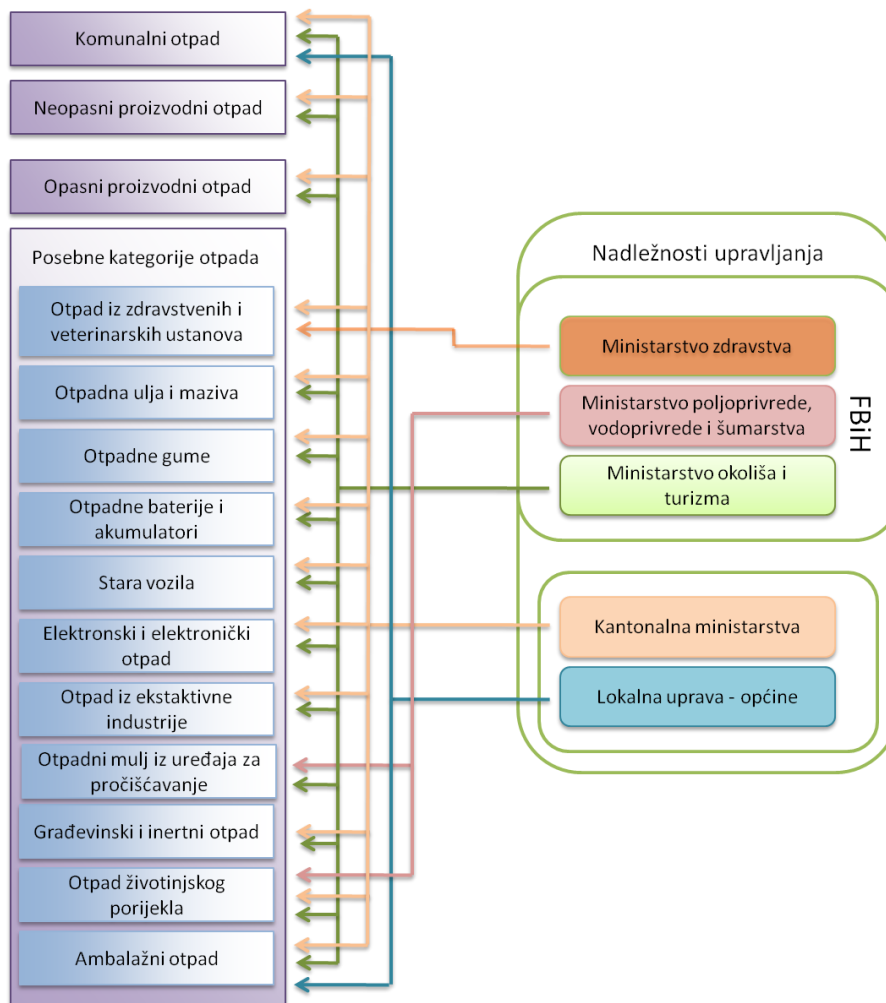 Komunalni otpad
Neopasni proizvodni otpad
Opasni proizvodni otpad
Posebne kategorije otpada
Otpad iz zdravstvenih i
veterinarskih ustanova
Otpadna ulja i maziva
Otpadne gume
Otpadne baterije i
akumulatori
Stara vozila
Elektronski i elektronički
otpad
Otpad iz ekstaktivne
industrije
Otpadni mulj iz uređaja za
pročišćavanje
Građevinski i inertni otpad
Otpad životinjskog
porijekla
Ambalažni otpad
Nadležnosti upravljanja
Ministarstvo zdravstva
Ministarstvo poljoprivrede,
vodoprivrede i šumarstva
Ministarstvo okoliša i
turizma
FBiH
Kantonalna ministarstva
Lokalna uprava - općine